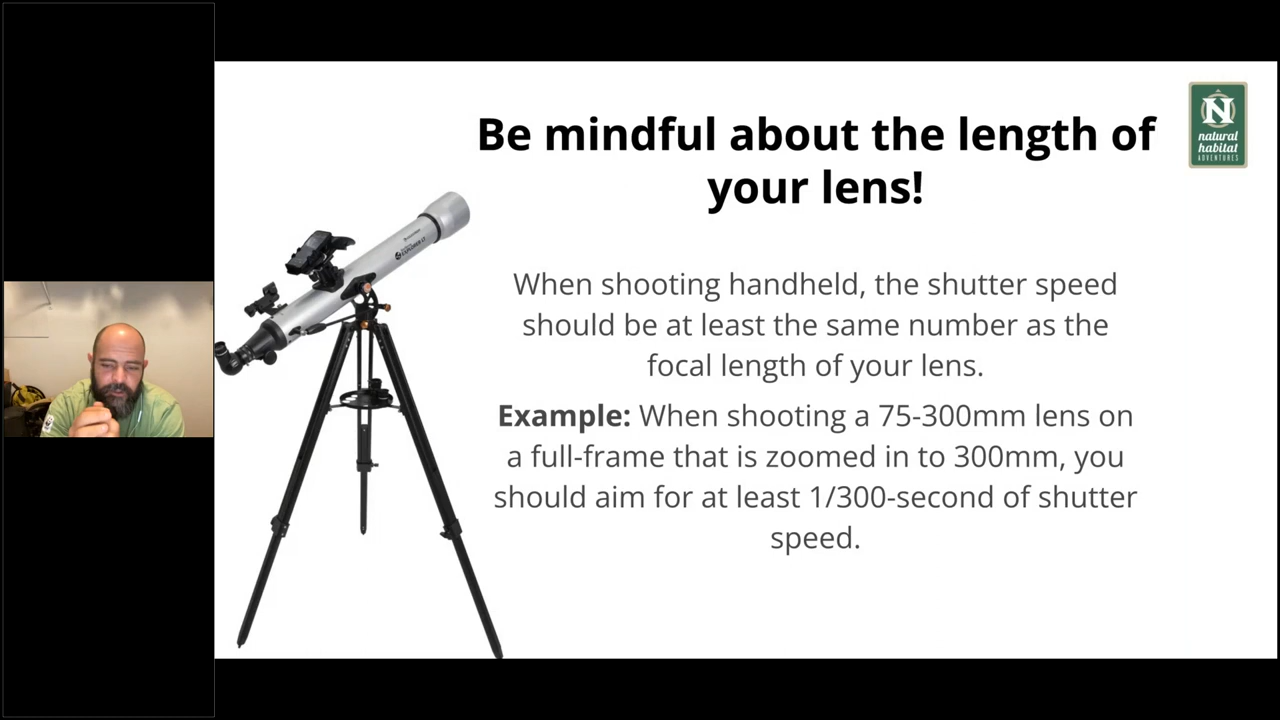 Be mindful about the length of
your lens!
N
natural
habitat
ADVENTURES
When shooting handheld, the shutter speed
should be at least the same number as the
focal length of your lens.
Example: When shooting a 75-300mm lens on
a full-frame that is zoomed in to 300mm, you
should aim for at least 1/300-second of shutter
speed.